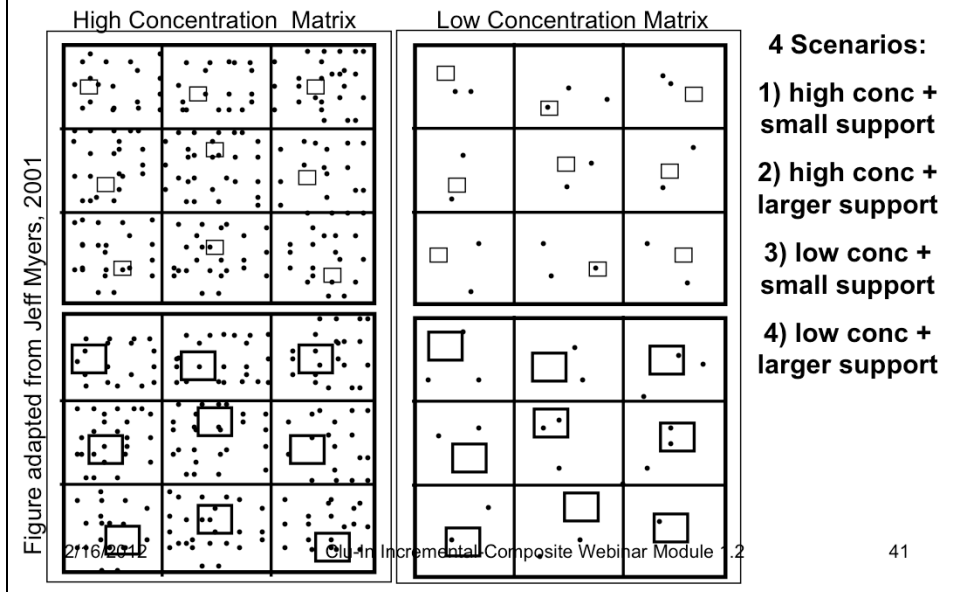 High Concentration Matrix
Low Concentration Matrix
4 Scenarios:
1) high conc +
small support
2) high conc +
larger support
3) low conc +
small support
4) low conc +
larger support
Figure adapted from Jeff Myers, 2001
2/16/2012
Clu-In Incremental-Composite Webinar Module 1.2
41